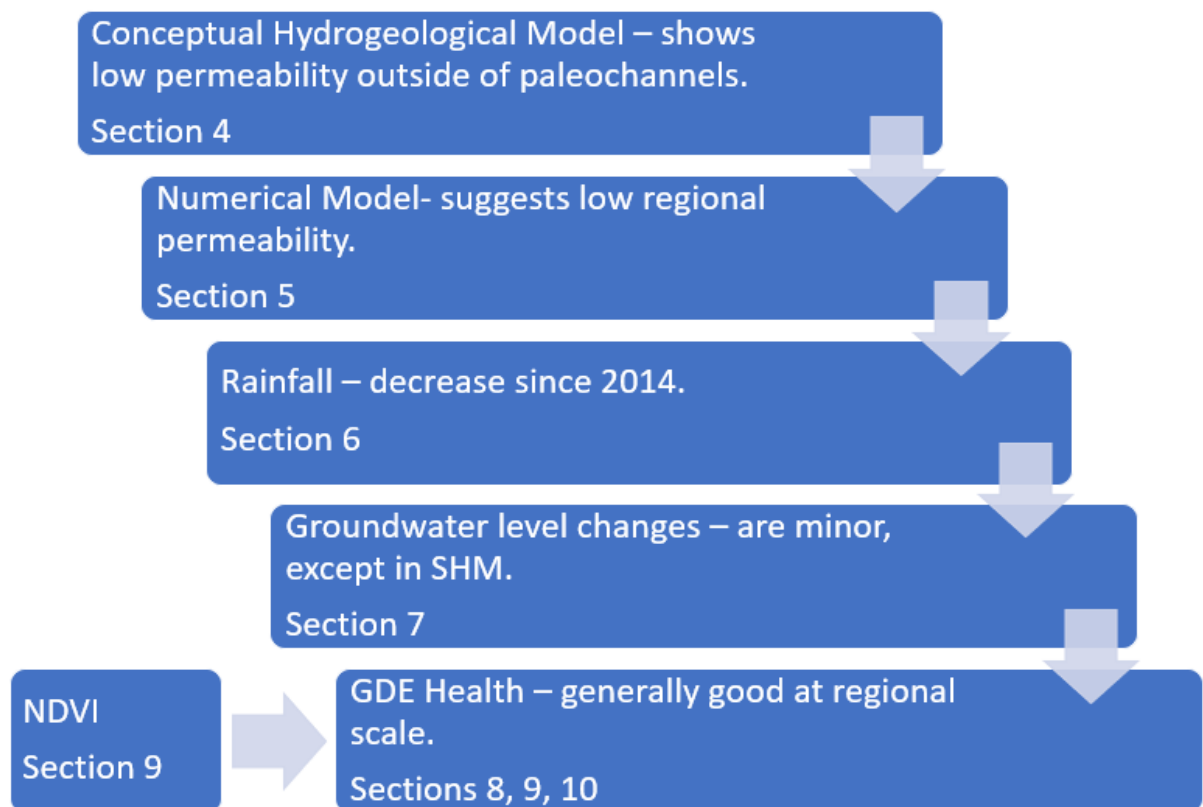 Conceptual Hydrogeological Model – shows
low permeability outside of paleochannels.
Section 4
Numerical Model- suggests low regional
permeability.
Section 5
Rainfall – decrease since 2014.
Section 6
Groundwater level changes – are minor,
except in SHM.
Section 7
NDVI
Section 9
GDE Health – generally good at regional
scale.
Sections 8, 9, 10